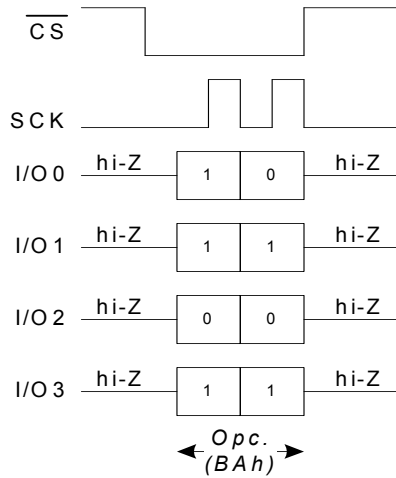 CS
SCK
I/O 0 hi-Z 1 0 hi-Z
I/O 1 hi-Z 1 1 hi-Z
I/O 2 hi-Z 0 0 hi-Z
I/O 3 hi-Z 1 1 hi-Z
Opc.
(BAh)